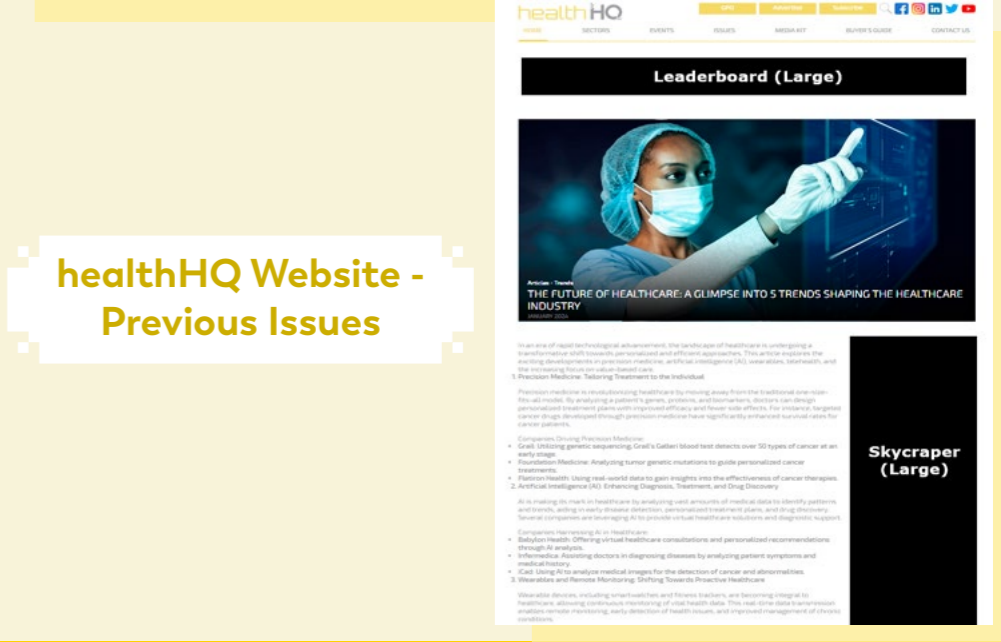 healthHQ Website -
Previous Issues
healthHQ
Advertise
Subscribe
HOME
SECTORS
EVENTS
ISSUES
MEDIA KIT
BUYER'S GUIDE
CONTACT US
Leaderboard (Large)
Articles - Trends
THE FUTURE OF HEALTHCARE: A GLIMPSE INTO 5 TRENDS SHAPING THE HEALTHCARE
INDUSTRY
JANUARY 2024
In an era of rapid technological advancement, the landscape of healthcare is undergoing a
transformative shift towards personalized and efficient approaches. This article explores the
exciting developments in precision medicine, artificial intelligence (AI), wearables, telehealth, and
the increasing focus on value-based care.
1. Precision Medicine: Tailoring Treatment to the Individual
Precision medicine is revolutionizing healthcare by moving away from the traditional one-size-
fits-all model. By analyzing a patient's genes, proteins, and biomarkers, doctors can design
personalized treatment plans with improved efficacy and fewer side effects. For instance, targeted
cancer drugs developed through precision medicine have significantly enhanced survival rates for
cancer patients.
Companies Driving Precision Medicine:
• Grail: Utilizing genetic sequencing, Grail's Galleri blood test detects over 50 types of cancer at an
early stage.
• Foundation Medicine: Analyzing tumor genetic mutations to guide personalized cancer
treatments.
• Flatiron Health: Using real-world data to gain insights into the effectiveness of cancer therapies.
2. Artificial Intelligence (AI): Enhancing Diagnosis, Treatment, and Drug Discovery
AI is making its mark in healthcare by analyzing vast amounts of medical data to identify patterns
and trends, aiding in early disease detection, personalized treatment plans, and drug discovery.
Several companies are leveraging AI to provide virtual healthcare solutions and diagnostic support.
Companies Harnessing AI in Healthcare:
• Babylon Health: Offering virtual healthcare consultations and personalized recommendations
through AI analysis.
• Infermedica: Assisting doctors in diagnosing diseases by analyzing patient symptoms and
medical history.
• iCad: Using AI to analyze medical images for the detection of cancer and abnormalities.
3. Wearables and Remote Monitoring: Shifting Towards Proactive Healthcare
Wearable devices, including smartwatches and fitness trackers, are becoming integral to
healthcare, allowing continuous monitoring of vital health data. This real-time data transmission
enables remote monitoring, early detection of health issues, and improved management of chronic
conditions.
Skycraper
(Large)